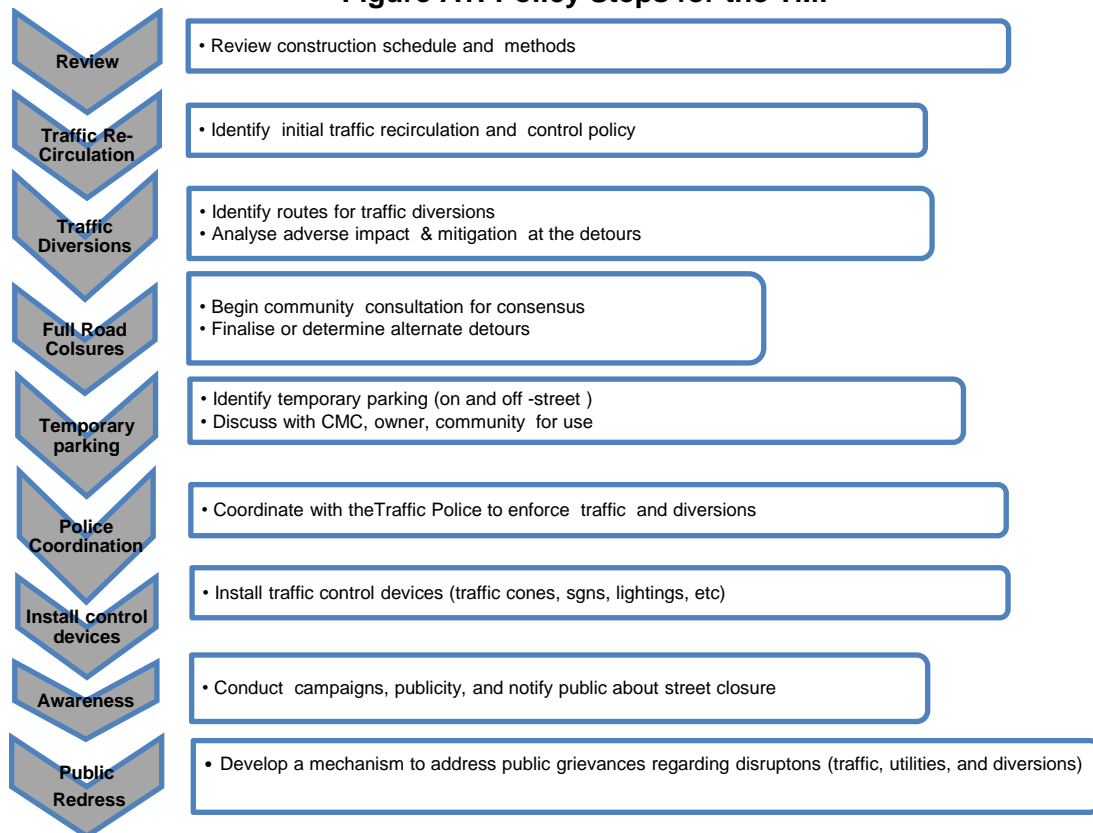 Figure A1: Policy Steps for the TMP
Review
• Review construction schedule and methods
Traffic Re-
Circulation
• Identify initial traffic recirculation and control policy
Traffic
Diversions
• Identify routes for traffic diversions
• Analyse adverse impact & mitigation at the detours
Full Road
Colsures
• Begin community consultation for consensus
• Finalise or determine alternate detours
Temporary
parking
• Identify temporary parking (on and off -street )
• Discuss with CMC, owner, community for use
Police
Coordination
• Coordinate with theTraffic Police to enforce traffic and diversions
Install control
devices
• Install traffic control devices (traffic cones, sgns, lightings, etc)
Awareness
• Conduct campaigns, publicity, and notify public about street closure
Public
Redress
• Develop a mechanism to address public grievances regarding disruptons (traffic, utilities, and diversions)